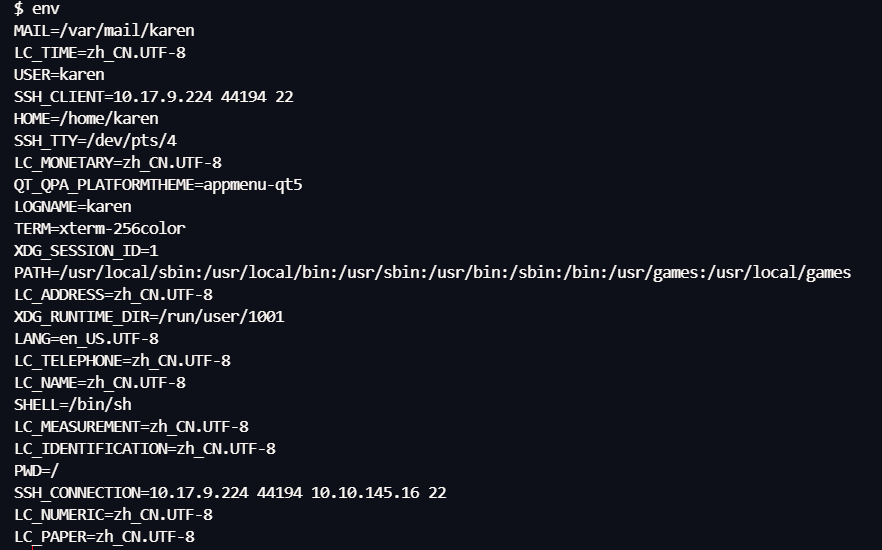 $ env
MAIL=/var/mail/karen
LC_TIME=zh_CN.UTF-8
USER=karen
SSH_CLIENT=10.17.9.224 44194 22
HOME=/home/karen
SSH_TTY=/dev/pts/4
LC_MONETARY=zh_CN.UTF-8
QT_QPA_PLATFORMTHEME=appmenu-qt5
LOGNAME=karen
TERM=xterm-256color
XDG_SESSION_ID=1
PATH=/usr/local/sbin:/usr/local/bin:/usr/sbin:/usr/bin:/sbin:/bin:/usr/games:/usr/local/games
LC_ADDRESS=zh_CN.UTF-8
XDG_RUNTIME_DIR=/run/user/1001
LANG=en_US.UTF-8
LC_TELEPHONE=zh_CN.UTF-8
LC_NAME=zh_CN.UTF-8
SHELL=/bin/sh
LC_MEASUREMENT=zh_CN.UTF-8
LC_IDENTIFICATION=zh_CN.UTF-8
PWD=/
SSH_CONNECTION=10.17.9.224 44194 10.10.145.16 22
LC_NUMERIC=zh_CN.UTF-8
LC_PAPER=zh_CN.UTF-8